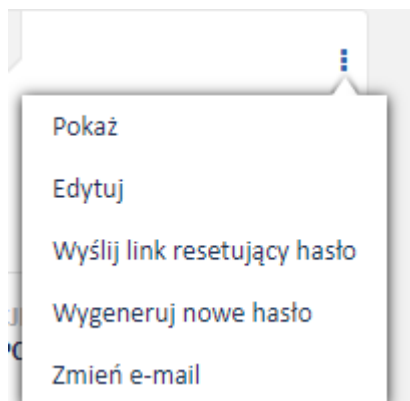 Pokaż
Edytuj
Wyślij link resetujący hasło
Wygeneruj nowe hasło
Zmień e-mail